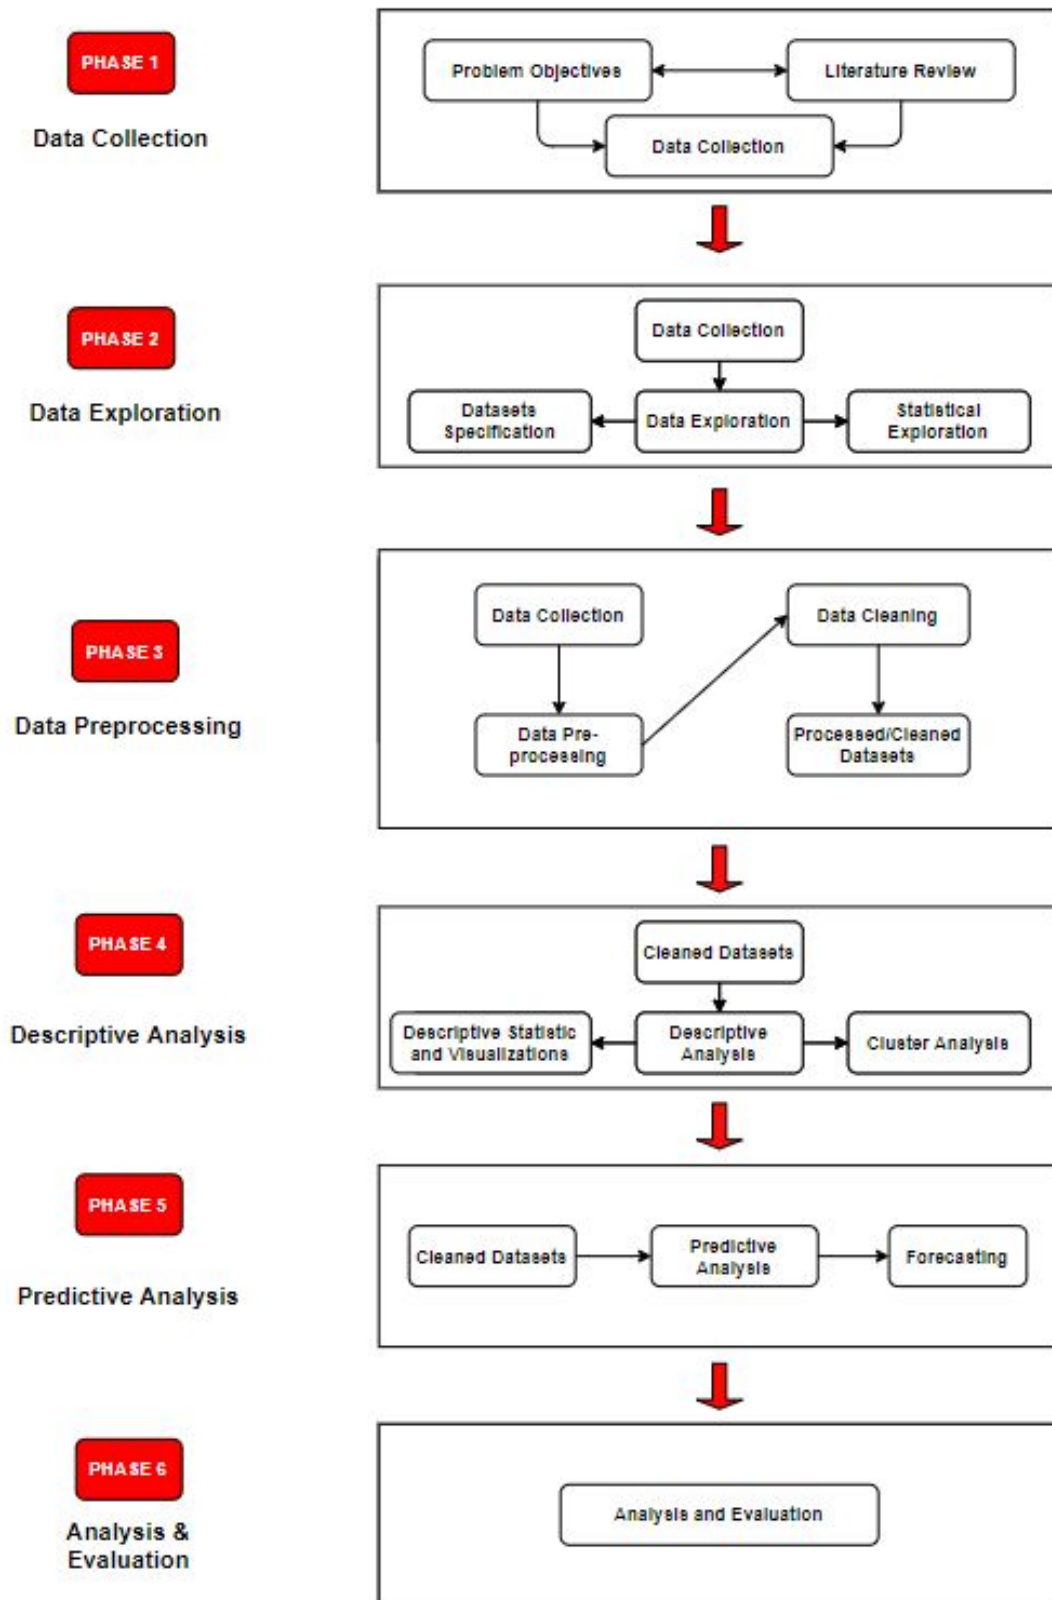 PHASE 1
Data Collection
Problem Objectives
Literature Review
Data Collection
PHASE 2
Data Exploration
Data Collection
Datasets
Specification
Data Exploration
Statistical
Exploration
PHASE 3
Data Preprocessing
Data Collection
Data Cleaning
Data Pre-
processing
Processed/Cleaned
Datasets
PHASE 4
Descriptive Analysis
Cleaned Datasets
Descriptive Statistic
and Visualizations
Descriptive
Analysis
Cluster Analysis
PHASE 5
Predictive Analysis
Cleaned Datasets
Predictive
Analysis
Forecasting
PHASE 6
Analysis &
Evaluation
Analysis and Evaluation